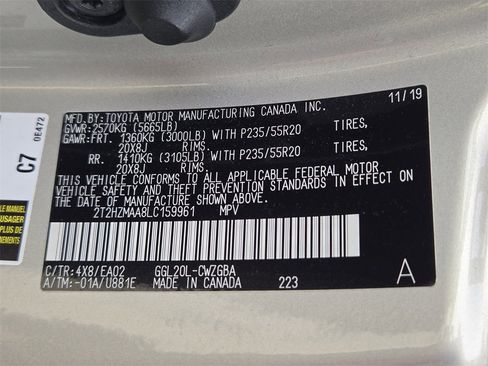 MFD. BY:TOYOTA MOTOR MANUFACTURING CANADA INC. 11/19
GVWR:2570KG (5665LB)
GAWR:FRT. 1360KG (3000LB) WITH P235/55R20 TIRES,
20X8J RIMS.
RR. 1410KG (3105LB) WITH P235/55R20 TIRES,
20X8J RIMS.
THIS VEHICLE CONFORMS TO ALL APPLICABLE FEDERAL MOTOR
VEHICLE SAFETY AND THEFT PREVENTION STANDARDS IN EFFECT ON
THE DATE OF MANUFACTURE SHOWN ABOVE.
2T2HZMAA8LC159961 MPV
C/TR:4X8/EA02 GGL20L-CWZGBA A
A/TM:-01A/U881E MADE IN CANADA 223
C7
0E472